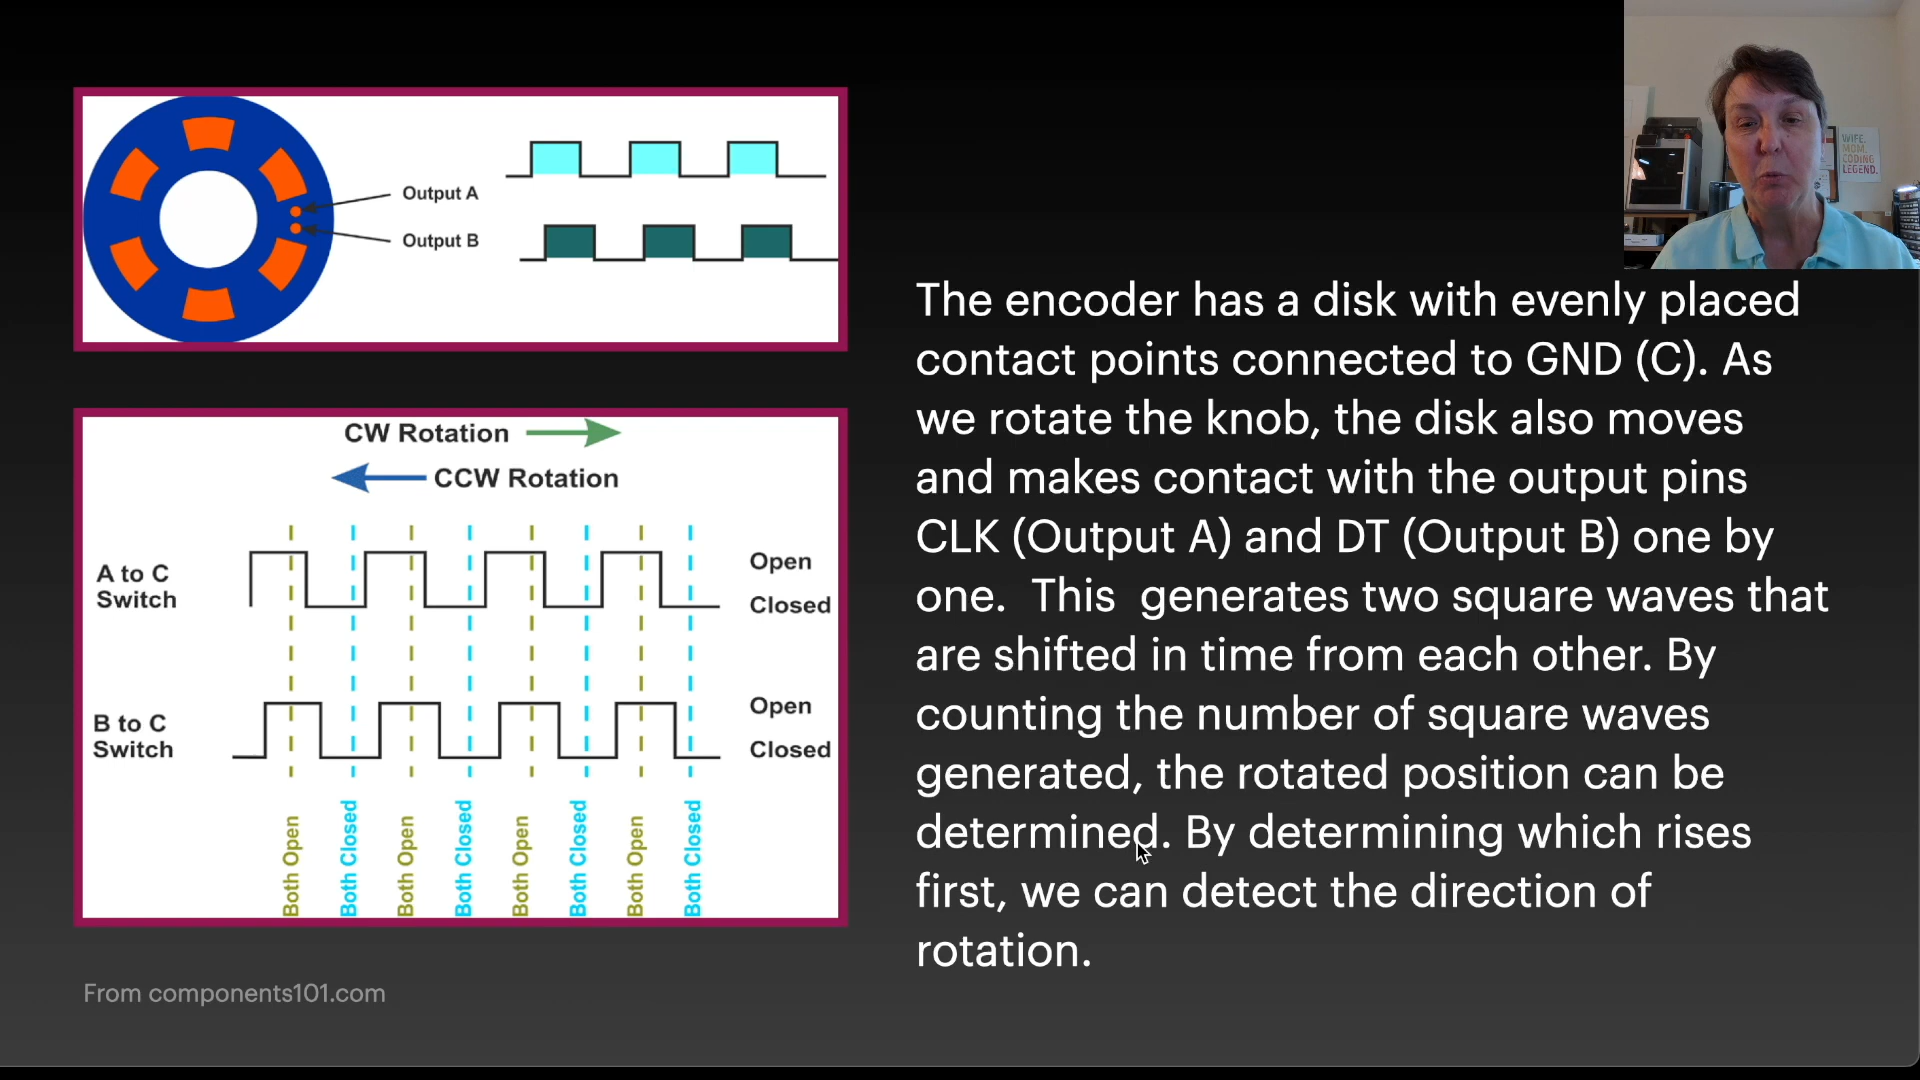 Output A
Output B
CW Rotation
CCW Rotation
A to C
Switch
Open
Closed
B to C
Switch
Open
Closed
Both Open
Both Closed
Both Open
Both Closed
Both Open
Both Closed
Both Open
Both Closed
From components101.com
WIFE.
MOM.
CODING
LEGEND.
The encoder has a disk with evenly placed
contact points connected to GND (C). As
we rotate the knob, the disk also moves
and makes contact with the output pins
CLK (Output A) and DT (Output B) one by
one. This generates two square waves that
are shifted in time from each other. By
counting the number of square waves
generated, the rotated position can be
determined. By determining which rises
first, we can detect the direction of
rotation.